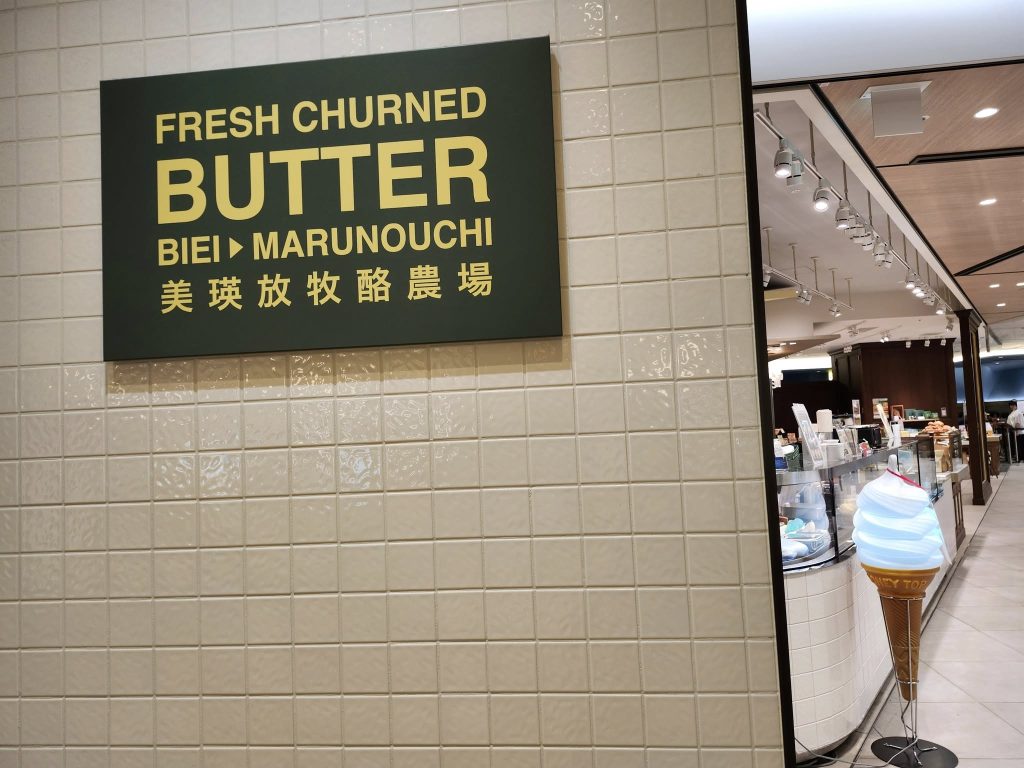 FRESH CHURNED
BUTTER
BIEI ▶ MARUNOUCHI
美瑛放牧酪農場